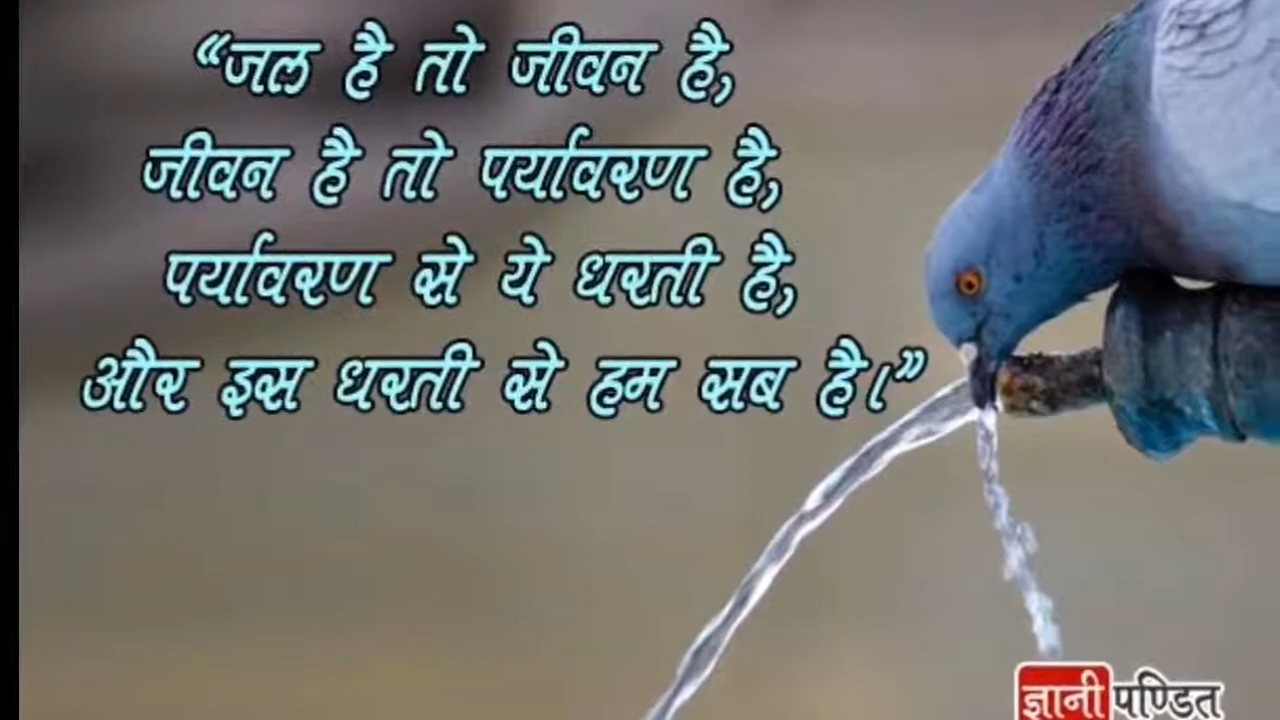 “जल है तो जीवन है,
जीवन है तो पर्यावरण है,
पर्यावरण से ये धरती है,
और इस धरती से हम सब है।”
ज्ञानी पण्डित